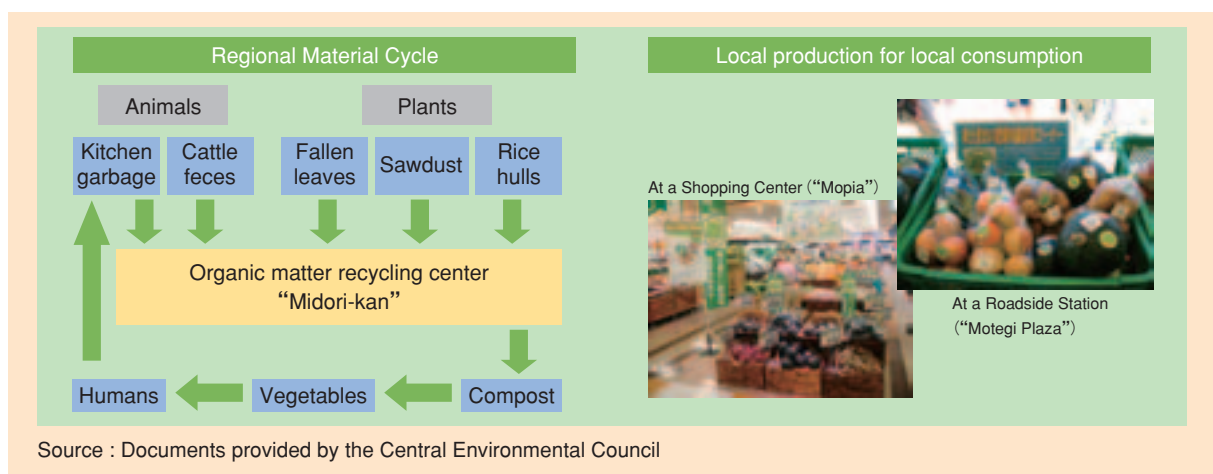 Regional Material Cycle
Animals
Plants
Kitchen
garbage
Cattle
feces
Fallen
leaves
Sawdust
Rice
hulls
Organic matter recycling center
“Midori-kan”
Humans
Vegetables
Compost
Local production for local consumption
At a Shopping Center (“Mopia”)
At a Roadside Station
(“Motegi Plaza”)
Source : Documents provided by the Central Environmental Council